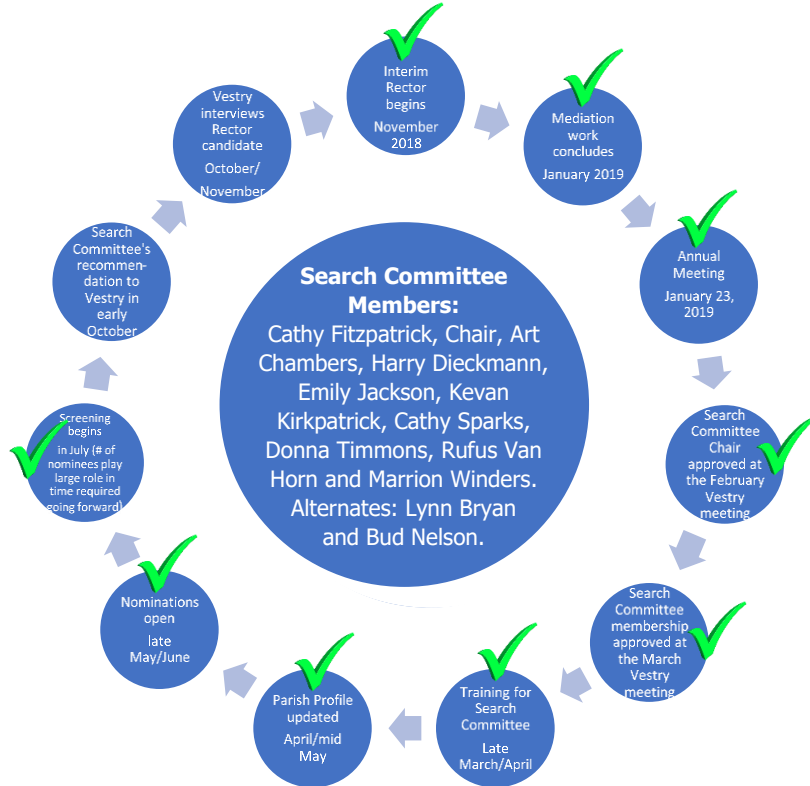 Interim
Rector
begins
November
2018
Mediation
work
concludes
January 2019
Annual
Meeting
January 23,
2019
Search
Committee
Chair
approved at
the February
Vestry
meeting
Search
Committee
membership
approved at
the March
Vestry
meeting
Training for
Search
Committee
Late
March/April
Parish Profile
updated
April/mid
May
Nominations
open
late
May/June
Screening
begins
in July (# of
nominees play
large role in
time required
going forward)
Search
Committee's
recommen-
dation to
Vestry in
early
October
Vestry
interviews
Rector
candidate
October/
November
Search Committee
Members:
Cathy Fitzpatrick, Chair, Art
Chambers, Harry Dieckmann,
Emily Jackson, Kevan
Kirkpatrick, Cathy Sparks,
Donna Timmons, Rufus Van
Horn and Marrion Winders.
Alternates: Lynn Bryan
and Bud Nelson.